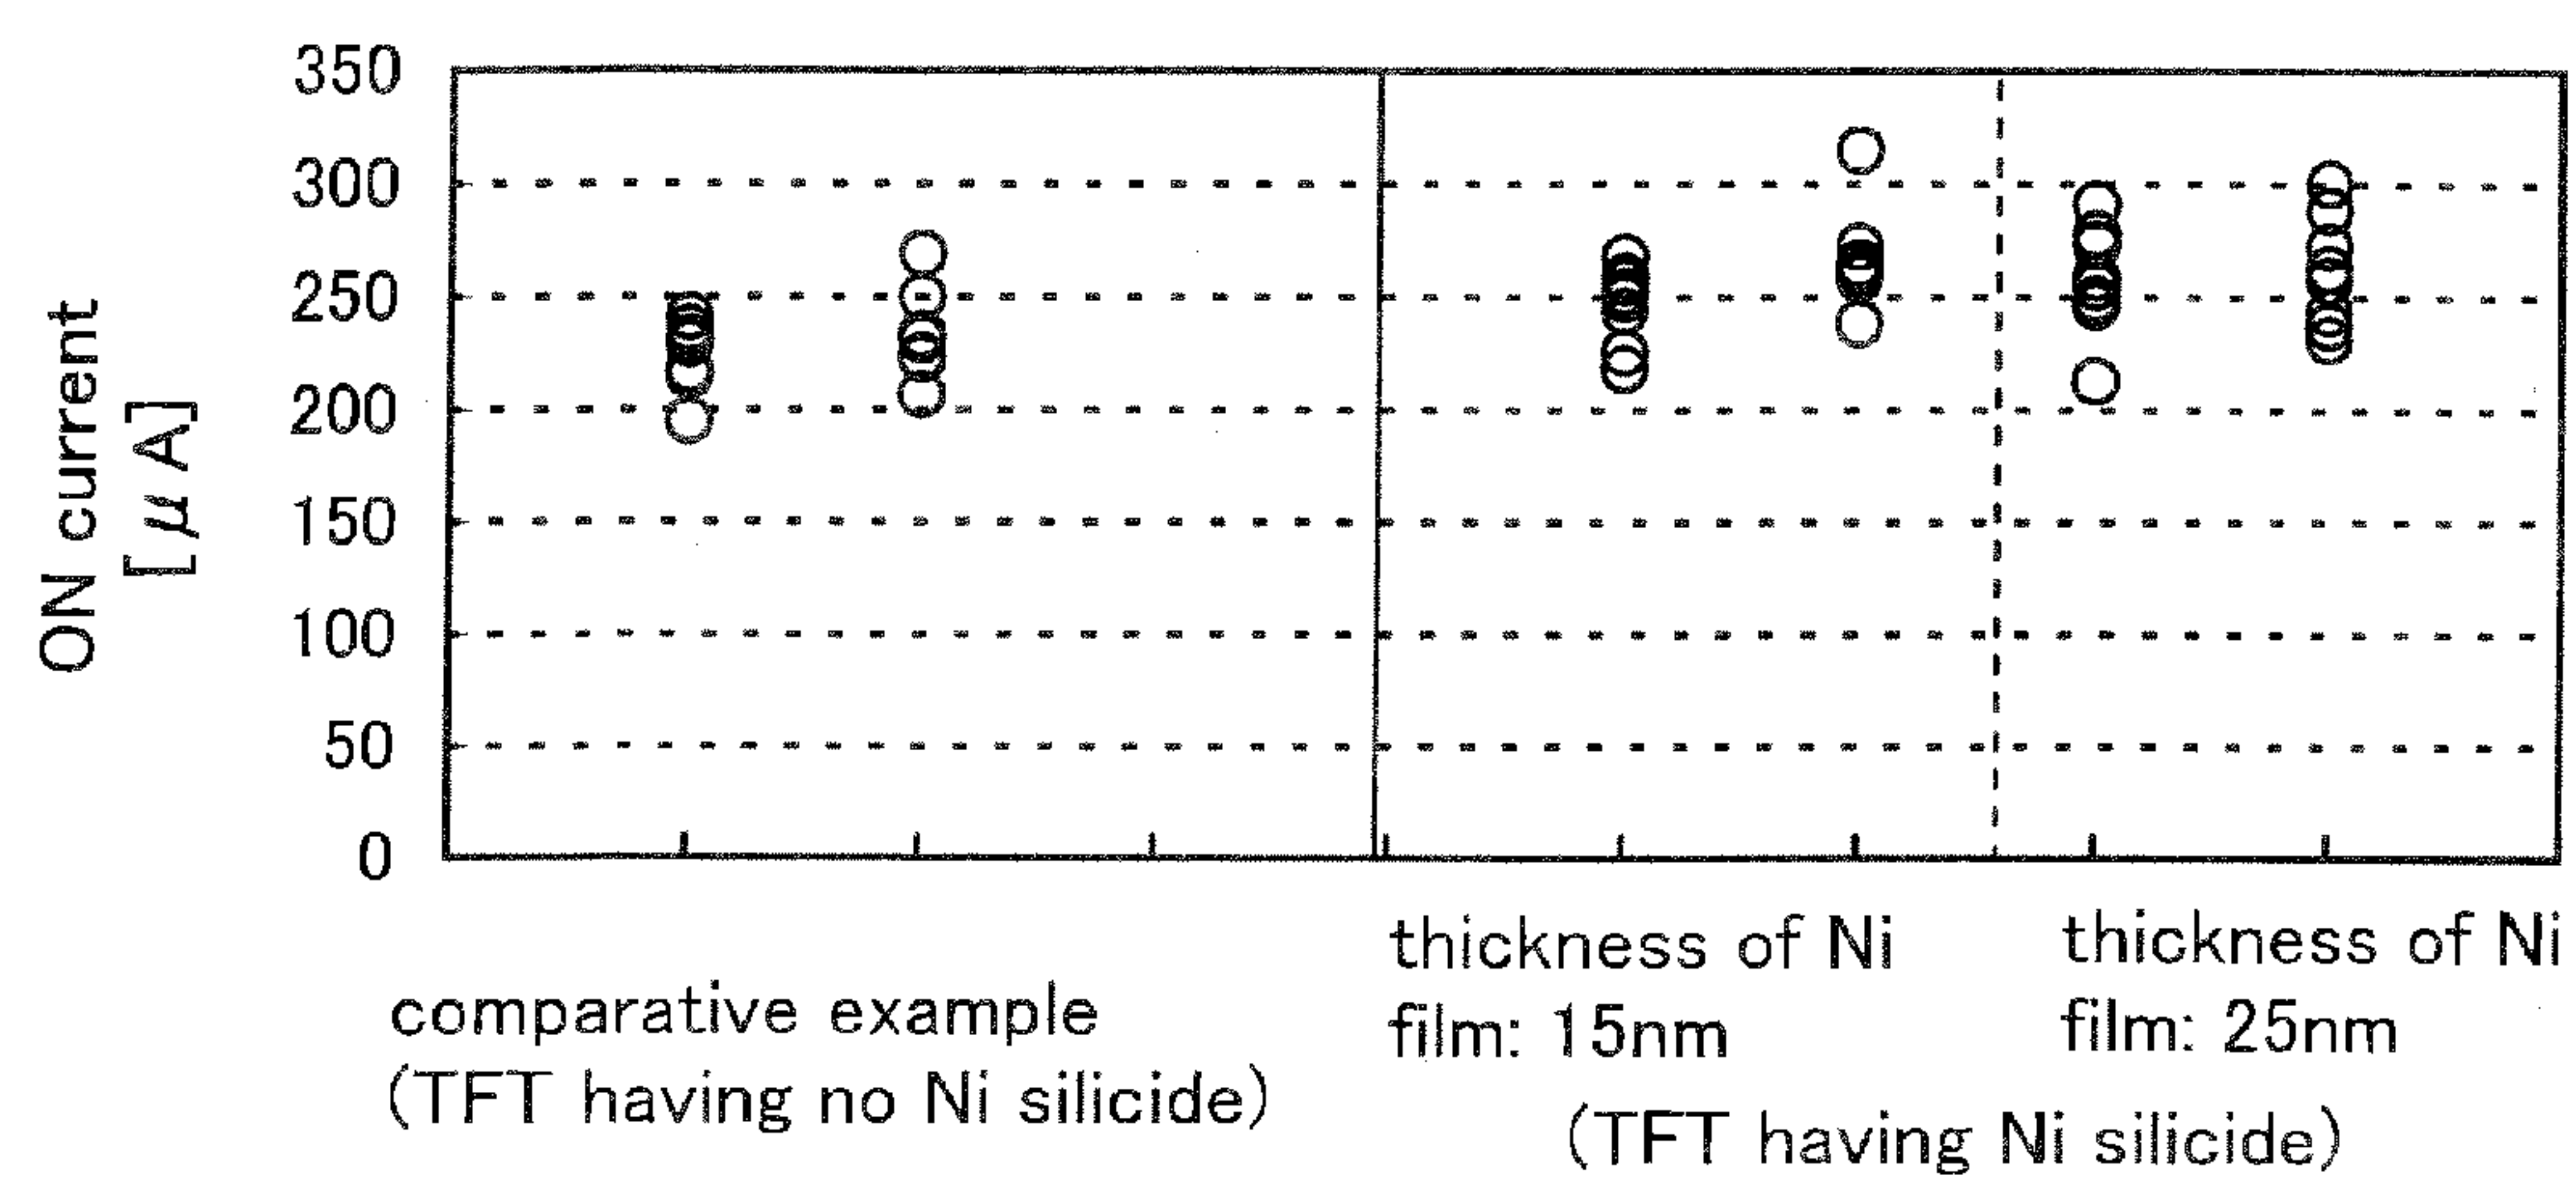 350
300
250
200
150
100
50
0
ON current
[μA]
comparative example
(TFT having no Ni silicide)
thickness of Ni
film: 15nm
thickness of Ni
film: 25nm
(TFT having Ni silicide)